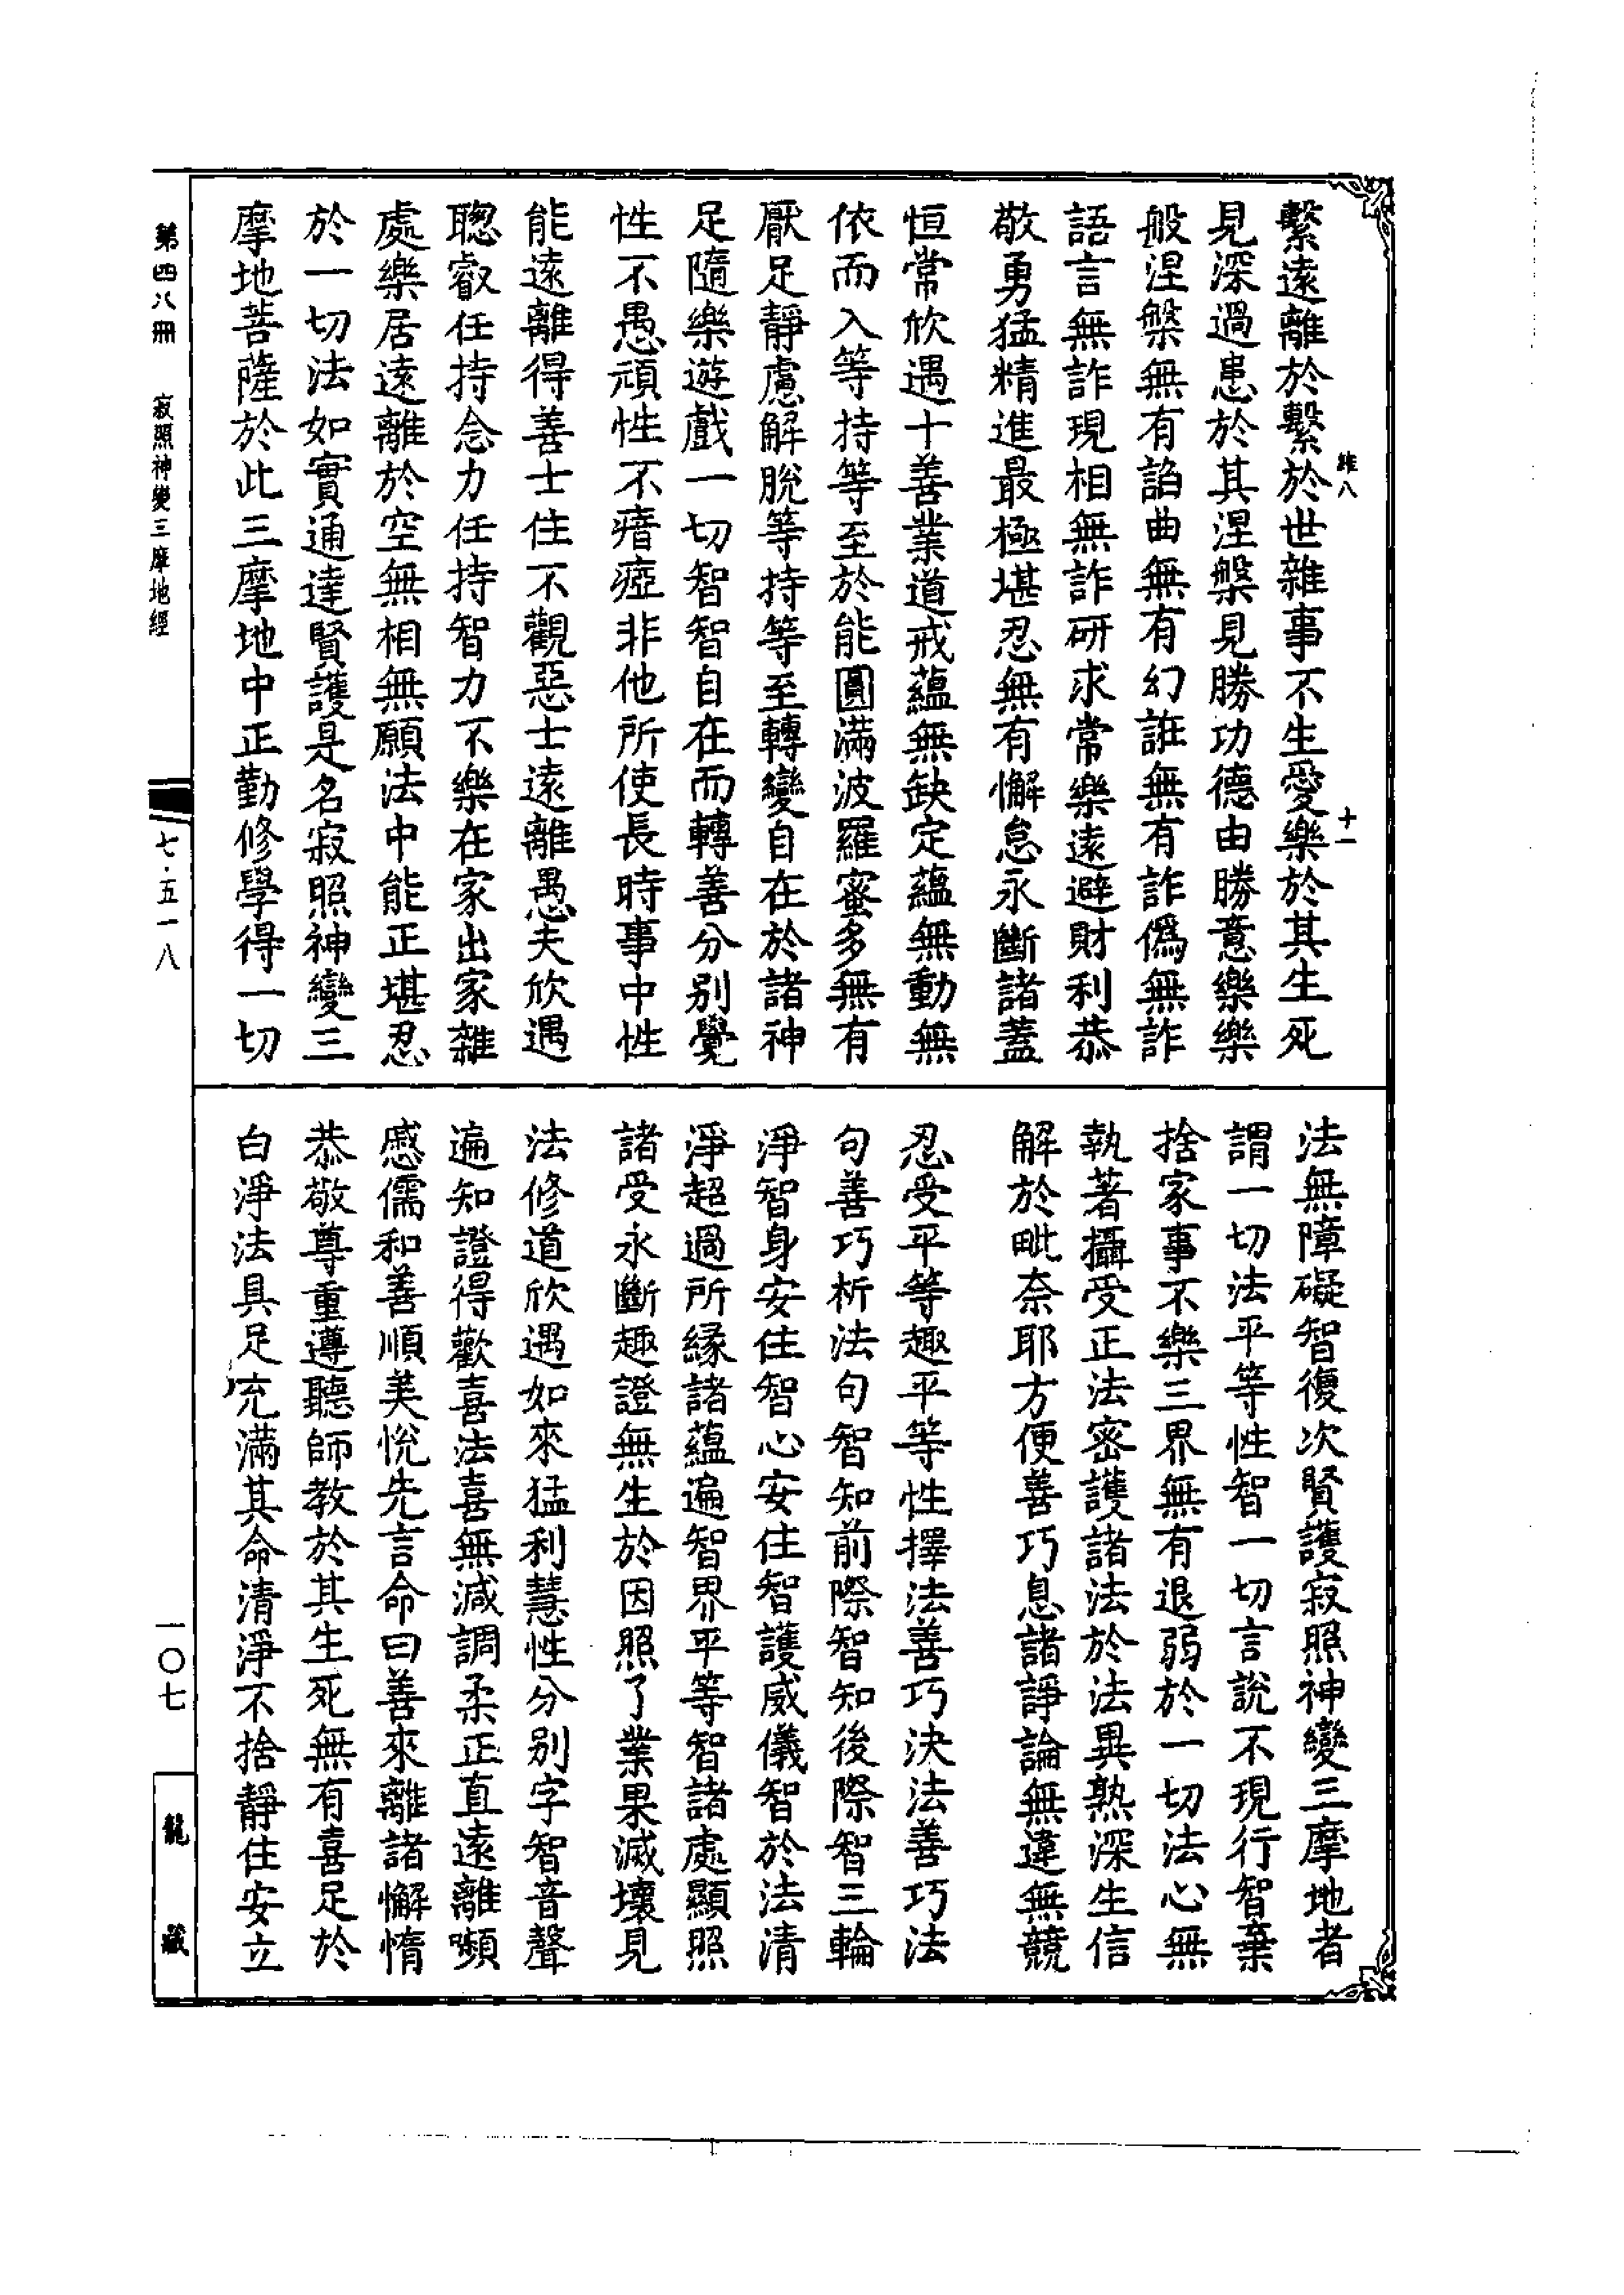 繫遠離於繫於世雜事不生愛樂於其生死
見深過患於其涅槃見勝功德由勝意樂樂
般涅槃無有諂曲無有幻誑無有詐偽無詐
語言無詐現相無詐研求常樂遠避財利恭
敬勇猛精進最極堪忍無有懈怠永斷諸蓋
恒常欣遇十善業道戒蘊無缺定蘊無動無
依而入等持等至於能圓滿波羅蜜多無有
厭足靜慮解脫等持等至轉變自在於諸神
足隨樂遊戲一切智智自在而轉善分別覺
性不愚頑性不瘖瘂非他所使長時事中性
能遠離得善士住不觀惡士遠離愚夫欣遇
聰叡任持念力任持智力不樂在家出家雜
處樂居遠離於空無相無願法中能正堪忍
於一切法如實通達賢護是名寂照神變三
摩地菩薩於此三摩地中正勤修學得一切
法無障礙智復次賢護寂照神變三摩地者
謂一切法平等性智一切言說不現行智棄
捨家事不樂三界無有退弱於一切法心無
執著攝受正法密護諸法於法異熟深生信
解於毗奈耶方便善巧息諸諍論無違無競
忍受平等趣平等性擇法善巧決法善巧法
句善巧析法句智知前際智知後際智三輪
淨智身安住智心安住智護威儀智於法清
淨超過所緣諸蘊遍智界平等智諸處顯照
諸受永斷趣證無生於因照了業果滅壞見
法修道欣遇如來猛利慧性分別字智音聲
遍知證得歡喜法喜無減調柔正直遠離嚬
慼儒和善順美悅先言命曰善來離諸懈惰
恭敬尊重遵聽師教於其生死無有喜足於
白淨法具足充滿其命清淨不捨靜住安立
維八
十一
第四八冊 寂照神變三摩地經
七·五一八
一〇七
龍藏